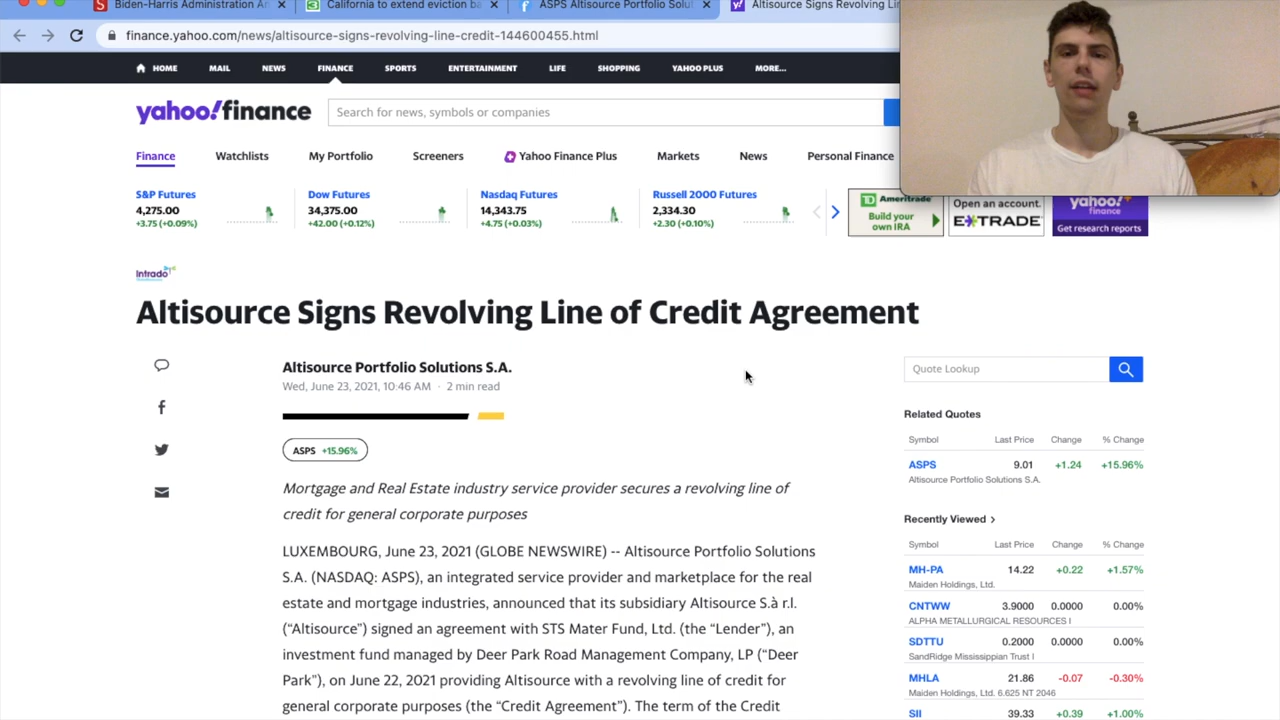 Biden-Harris Administration An
California to extend eviction ba
ASPS Altisource Portfolio Solut
Altisource Signs Revolving Lin
finance.yahoo.com/news/altisource-signs-revolving-line-credit-144600455.html
HOME MAIL NEWS FINANCE SPORTS ENTERTAINMENT LIFE SHOPPING YAHOO PLUS MORE...
yahoo!finance
Search for news, symbols or companies
Finance Watchlists My Portfolio Screeners Yahoo Finance Plus Markets News Personal Finance
S&P Futures
4,275.00
+3.75 (+0.09%)
Dow Futures
34,375.00
+42.00 (+0.12%)
Nasdaq Futures
14,343.75
+4.75 (+0.03%)
Russell 2000 Futures
2,334.30
+2.30 (+0.10%)
TD Ameritrade
Build your
own IRA
Open an account.
E*TRADE
yahoo!
finance
Get research reports
Intrado
Altisource Signs Revolving Line of Credit Agreement
Altisource Portfolio Solutions S.A.
Wed, June 23, 2021, 10:46 AM · 2 min read
ASPS +15.96%
Mortgage and Real Estate industry service provider secures a revolving line of
credit for general corporate purposes
LUXEMBOURG, June 23, 2021 (GLOBE NEWSWIRE) -- Altisource Portfolio Solutions
S.A. (NASDAQ: ASPS), an integrated service provider and marketplace for the real
estate and mortgage industries, announced that its subsidiary Altisource S.à r.l.
(“Altisource”) signed an agreement with STS Mater Fund, Ltd. (the “Lender”), an
investment fund managed by Deer Park Road Management Company, LP (“Deer
Park”), on June 22, 2021 providing Altisource with a revolving line of credit for
general corporate purposes (the “Credit Agreement”). The term of the Credit
Quote Lookup
Related Quotes
Symbol Last Price Change % Change
ASPS 9.01 +1.24 +15.96%
Altisource Portfolio Solutions S.A.
Recently Viewed
Symbol Last Price Change % Change
MH-PA 14.22 +0.22 +1.57%
Maiden Holdings, Ltd.
CNTWW 3.9000 0.0000 0.00%
ALPHA METALLURGICAL RESOURCES I
SDTTU 0.2000 0.0000 0.00%
SandRidge Mississippian Trust I
MHLA 21.86 -0.07 -0.30%
Maiden Holdings, Ltd. 6.625 NT 2046
SII 39.33 +0.39 +1.00%